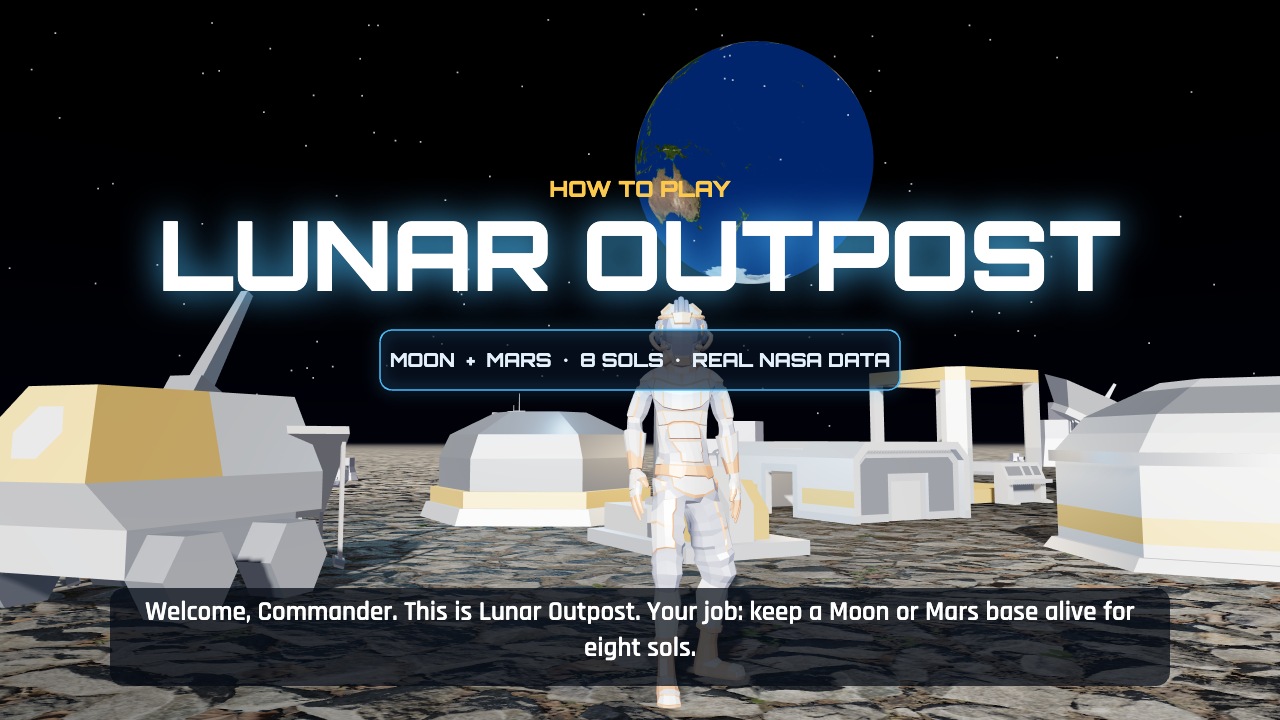 HOW TO PLAY
LUNAR OUTPOST
MOON + MARS · 8 SOLS · REAL NASA DATA
Welcome, Commander. This is Lunar Outpost. Your job: keep a Moon or Mars base alive for
eight sols.